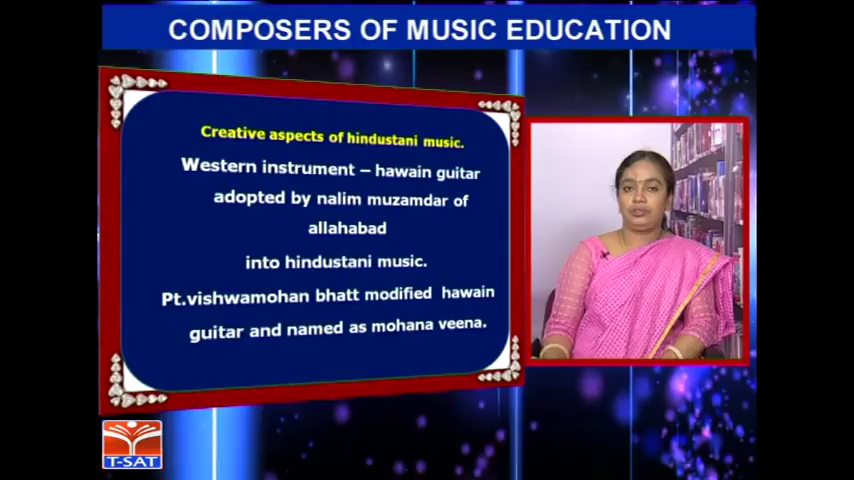 COMPOSERS OF MUSIC EDUCATION
Creative aspects of hindustani music.
Western instrument – hawain guitar
adopted by nalim muzamdar of
allahabad
into hindustani music.
Pt.vishwamohan bhatt modified hawain
guitar and named as mohana veena.
T-SAT